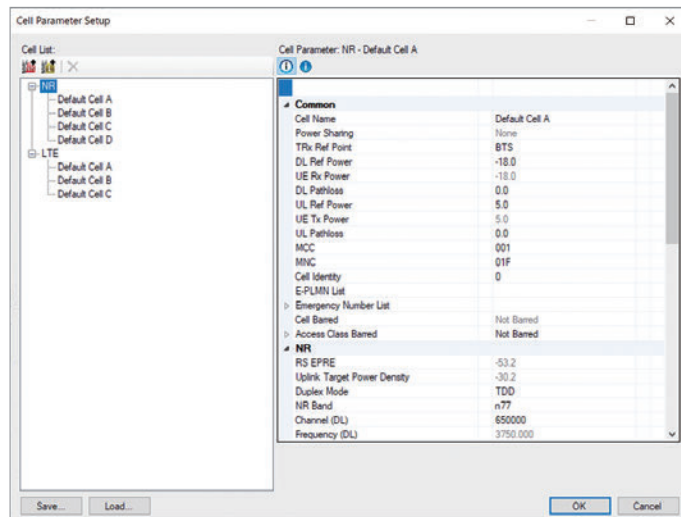 Cell Parameter Setup
Cell List:
NR
Default Cell A
Default Cell B
Default Cell C
Default Cell D
LTE
Default Cell A
Default Cell B
Default Cell C
Save...
Load...
Cell Parameter: NR - Default Cell A
Common
Cell Name Default Cell A
Power Sharing None
TRx Ref Point BTS
DL Ref Power -18.0
UE Rx Power -18.0
DL Pathloss 0.0
UL Ref Power 5.0
UE Tx Power 5.0
UL Pathloss 0.0
MCC 001
MNC 01F
Cell Identity 0
E-PLMN List
Emergency Number List
Cell Barred Not Barred
Access Class Barred Not Barred
NR
RS EPRE -53.2
Uplink Target Power Density -30.2
Duplex Mode TDD
NR Band n77
Channel (DL) 650000
Frequency (DL) 3750.000
OK
Cancel